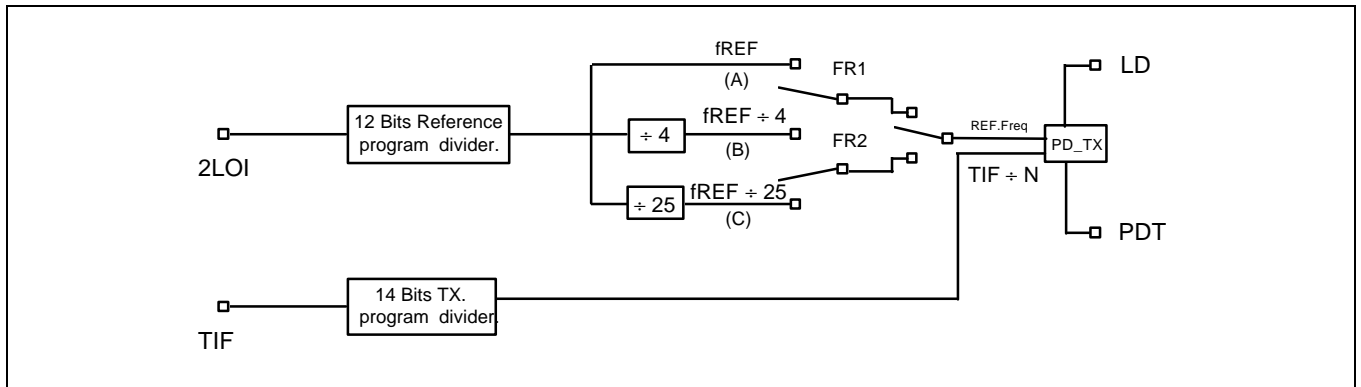 fREF
(A)
FR1
LD
12 Bits Reference
program divider.
2LOI
÷ 4
fREF ÷ 4
(B)
FR2
REF.Freq
PD_TX
TIF ÷ N
÷ 25
fREF ÷ 25
(C)
PDT
14 Bits TX.
program divider.
TIF